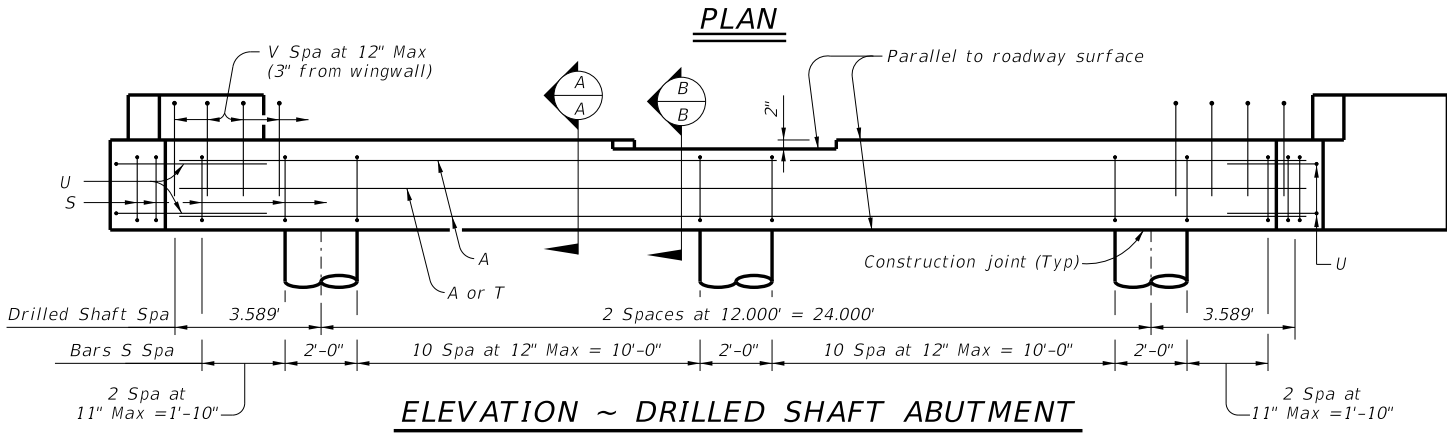 PLAN
V Spa at 12" Max
(3" from wingwall)
A
A
B
B
2"
Parallel to roadway surface
U
S
A
A or T
Construction joint (Typ)
U
Drilled Shaft Spa
3.589'
2 Spaces at 12.000' = 24.000'
3.589'
Bars S Spa
2'-0"
10 Spa at 12" Max = 10'-0"
2'-0"
10 Spa at 12" Max = 10'-0"
2'-0"
2 Spa at
11" Max =1'-10"
2 Spa at
11" Max =1'-10"
ELEVATION ~ DRILLED SHAFT ABUTMENT